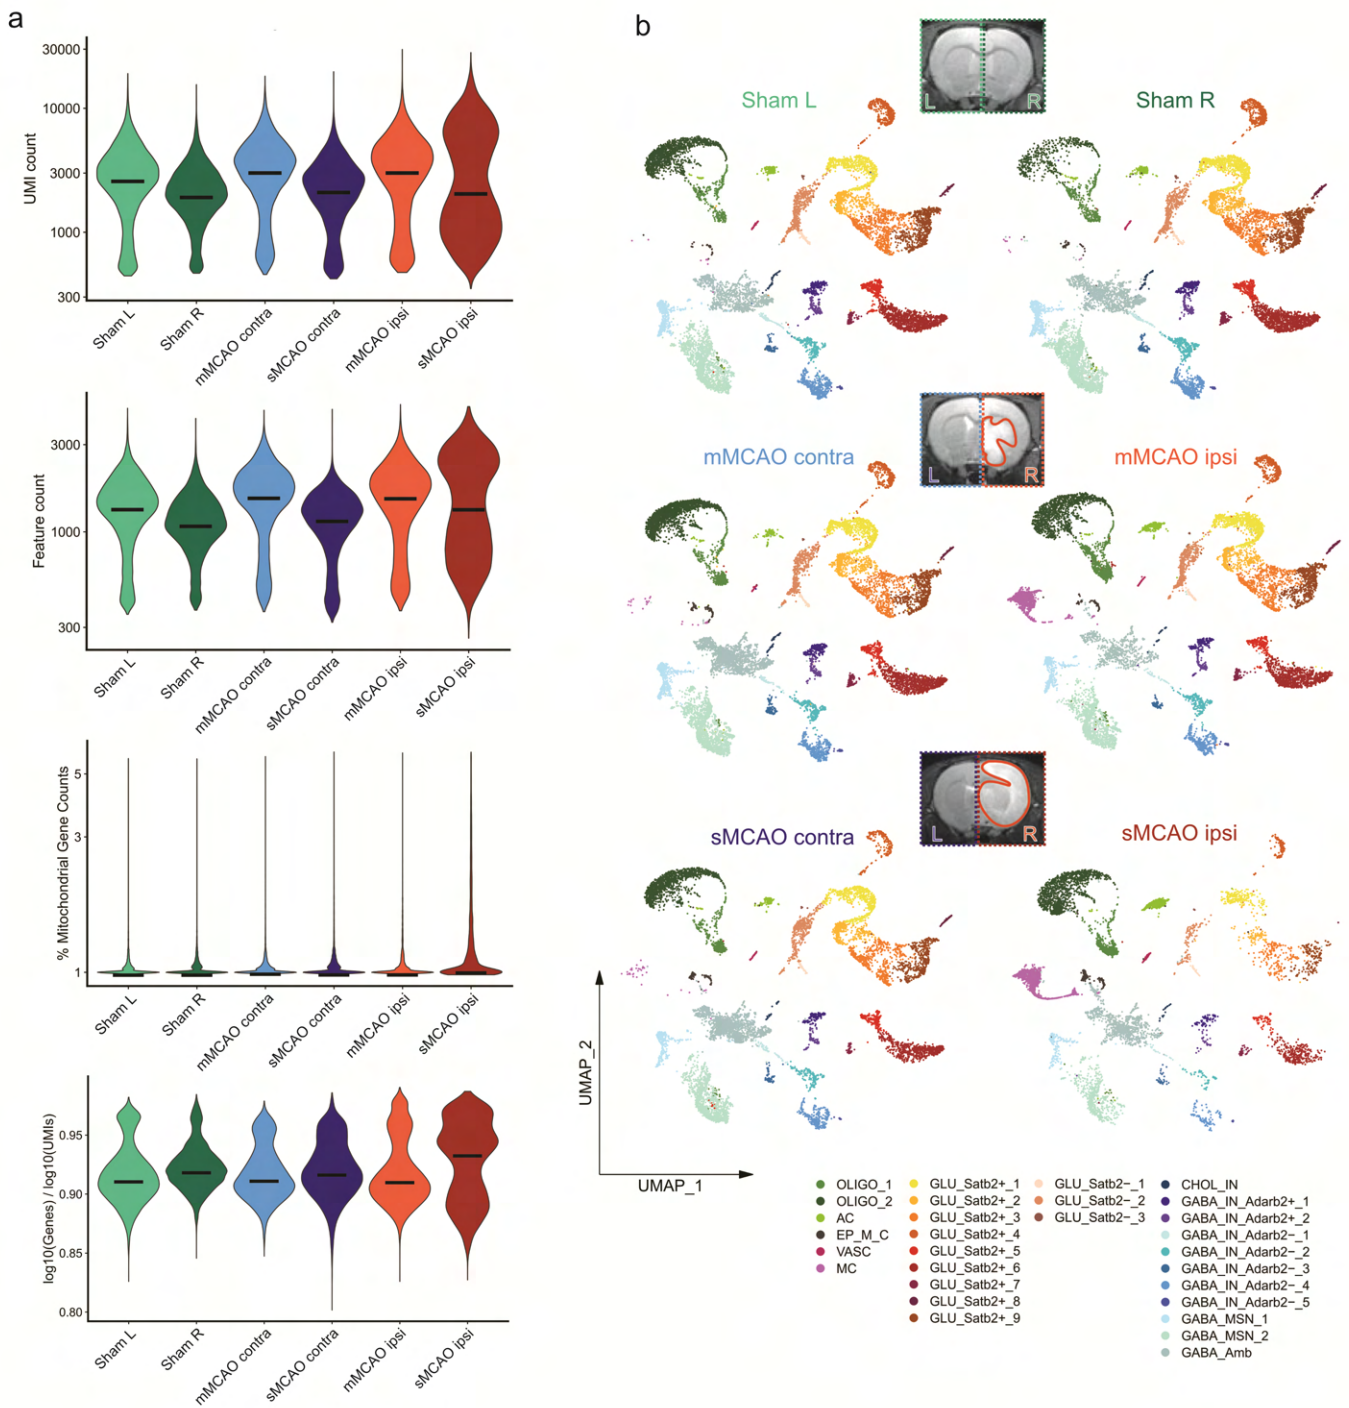 a
30000
10000
3000
1000
300
UMI count
Sham L
Sham R
mMCAO contra
sMCAO contra
mMCAO ipsi
sMCAO ipsi
3000
1000
300
Feature count
Sham L
Sham R
mMCAO contra
sMCAO contra
mMCAO ipsi
sMCAO ipsi
5
3
1
% Mitochondrial Gene Counts
Sham L
Sham R
mMCAO contra
sMCAO contra
mMCAO ipsi
sMCAO ipsi
0.95
0.90
0.85
0.80
log10(Genes) / log10(UMIs)
Sham L
Sham R
mMCAO contra
sMCAO contra
mMCAO ipsi
sMCAO ipsi
b
Sham L
L
R
Sham R
mMCAO contra
L
R
mMCAO ipsi
sMCAO contra
L
R
sMCAO ipsi
UMAP_2
UMAP_1
OLIGO_1
OLIGO_2
AC
EP_M_C
VASC
MC
GLU_Satb2+_1
GLU_Satb2+_2
GLU_Satb2+_3
GLU_Satb2+_4
GLU_Satb2+_5
GLU_Satb2+_6
GLU_Satb2+_7
GLU_Satb2+_8
GLU_Satb2+_9
GLU_Satb2−_1
GLU_Satb2−_2
GLU_Satb2−_3
CHOL_IN
GABA_IN_Adarb2+_1
GABA_IN_Adarb2+_2
GABA_IN_Adarb2−_1
GABA_IN_Adarb2−_2
GABA_IN_Adarb2−_3
GABA_IN_Adarb2−_4
GABA_IN_Adarb2−_5
GABA_MSN_1
GABA_MSN_2
GABA_Amb